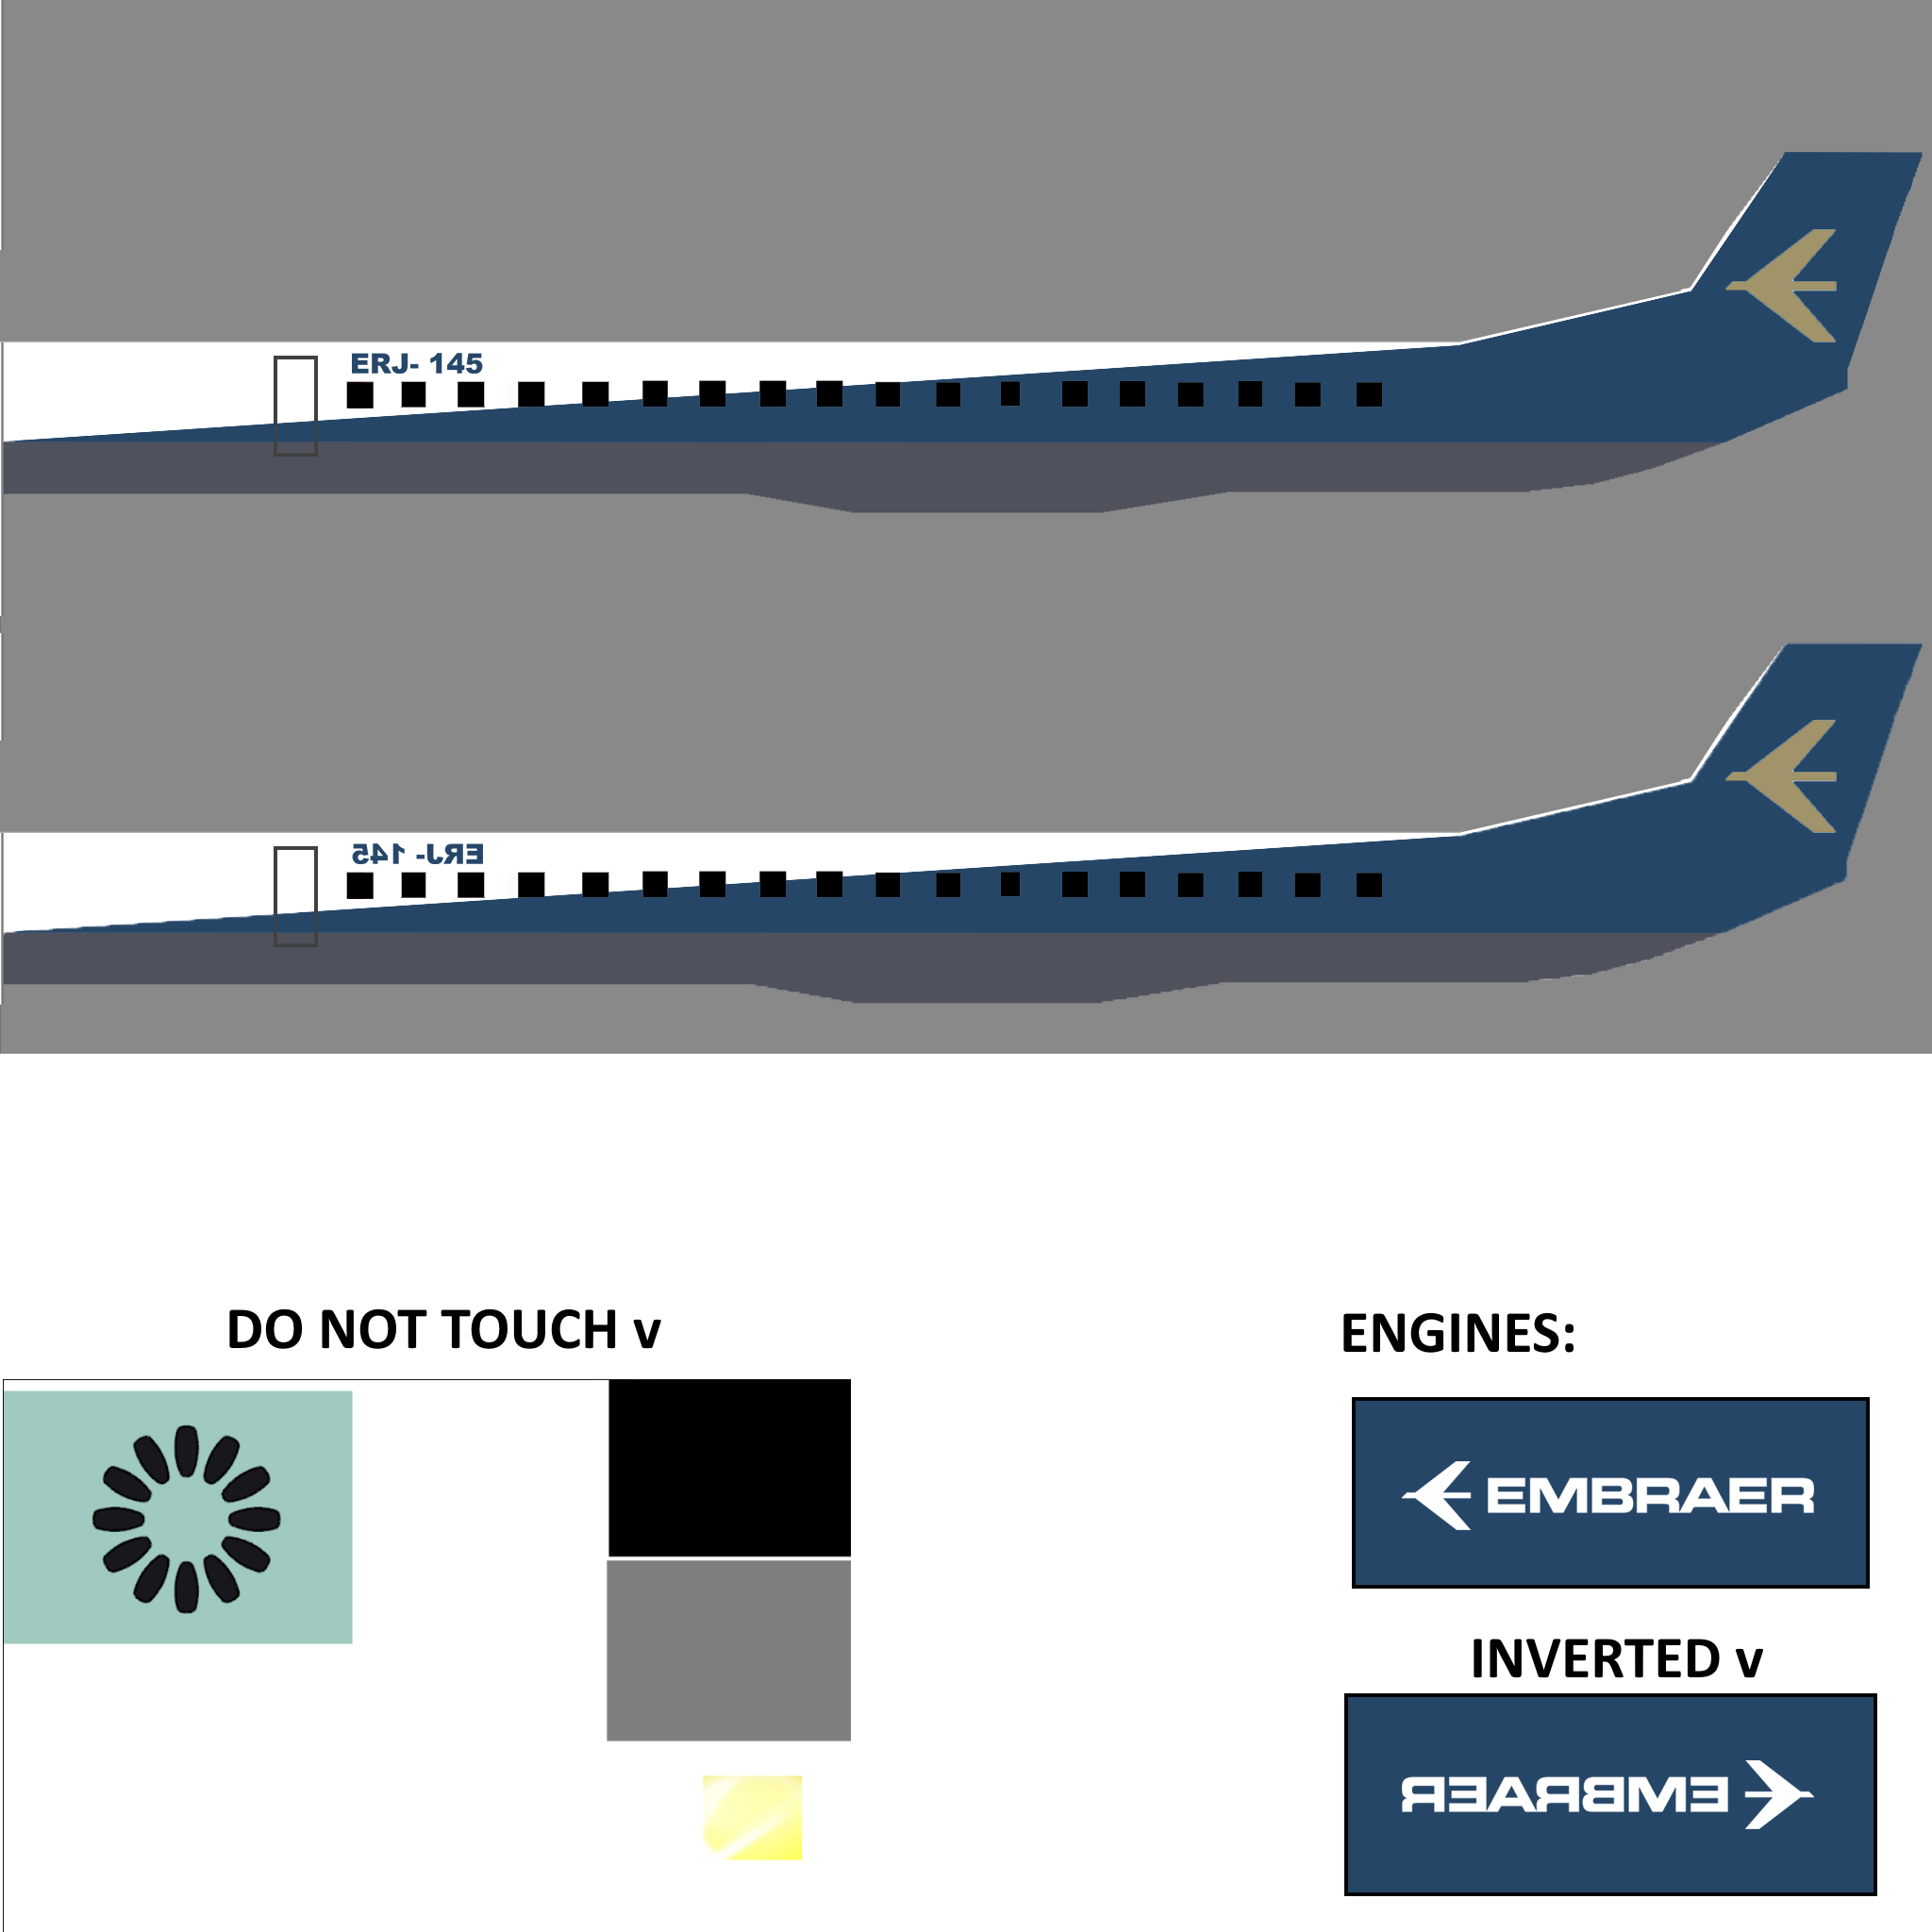 ERJ- 145
ERJ- 145
DO NOT TOUCH v
ENGINES:
EMBRAER
INVERTED v
EMBRAER